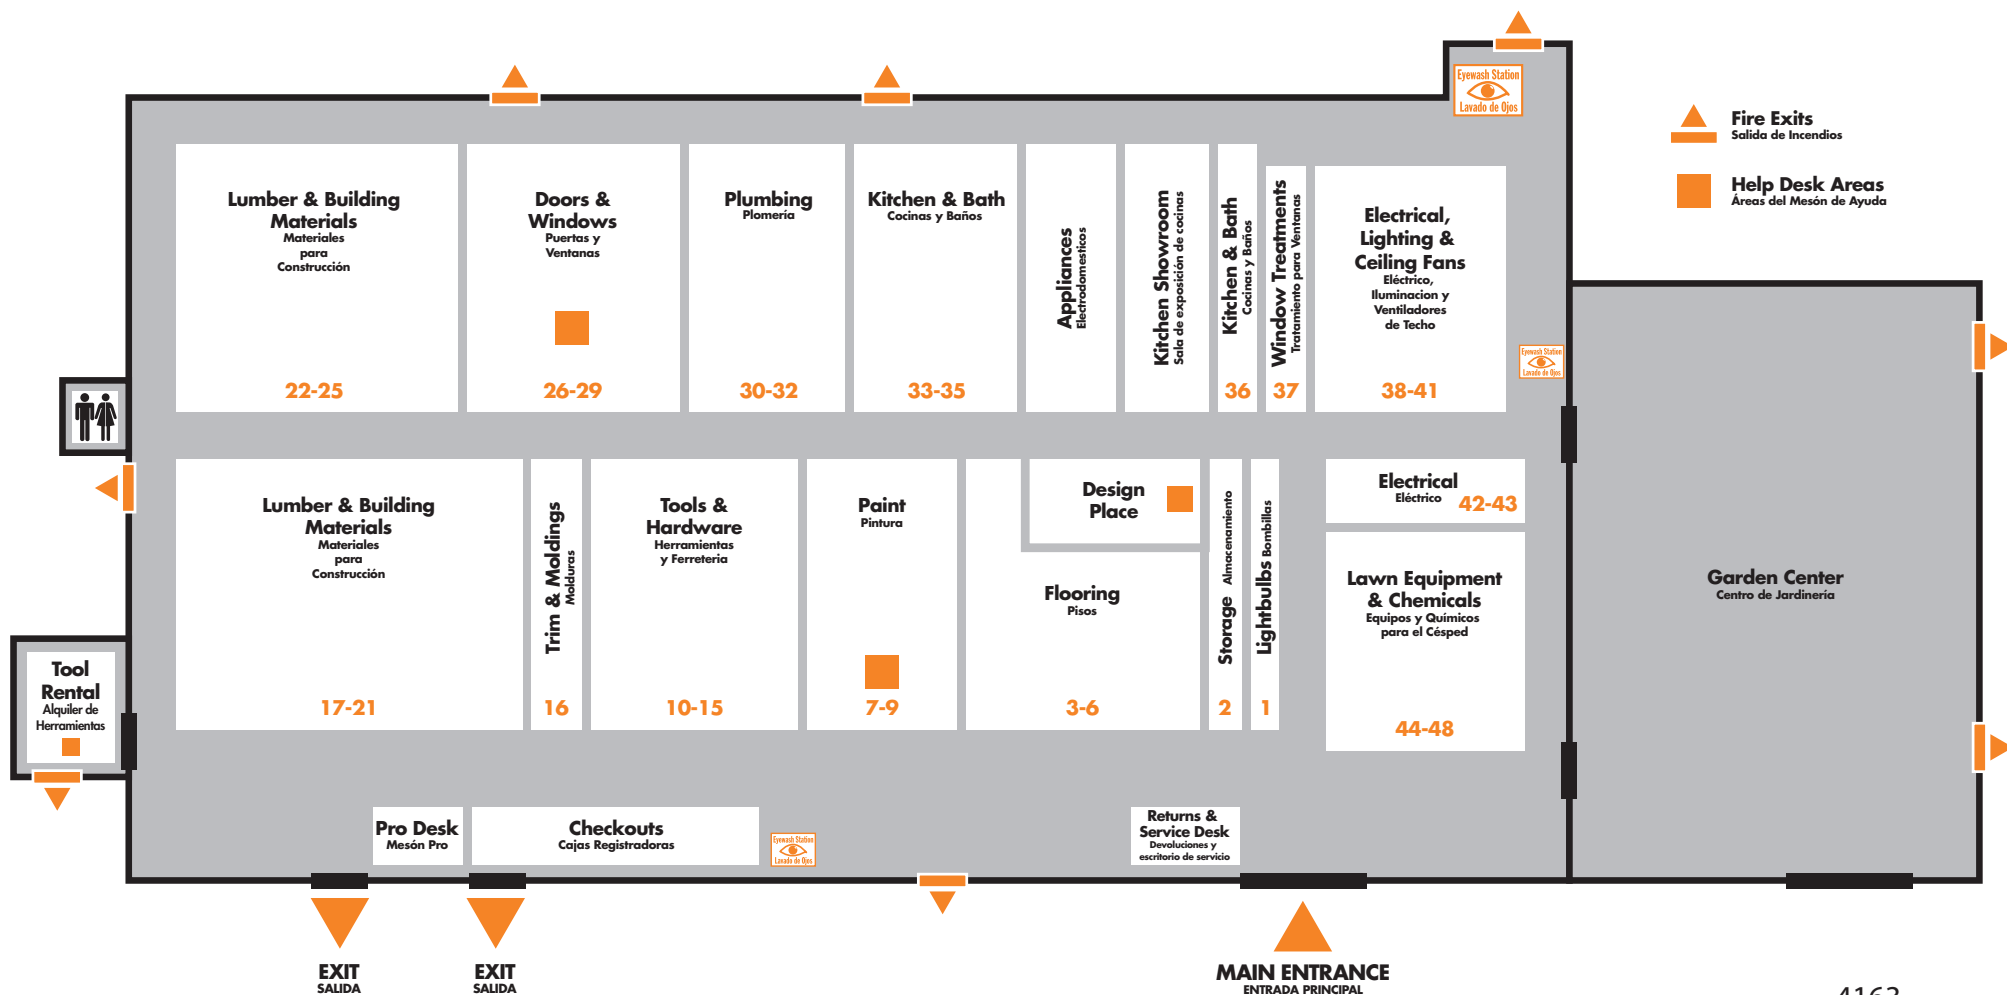 Eyewash Station
Lavado de Ojos
Fire Exits
Salida de Incendios
Help Desk Areas
Áreas del Mesón de Ayuda
Lumber & Building
Materials
Materiales
para
Construcción
22-25
Doors &
Windows
Puertas y
Ventanas
26-29
Plumbing
Plomería
30-32
Kitchen & Bath
Cocinas y Baños
33-35
Appliances
Electrodomesticos
Kitchen Showroom
Sala de exposición de cocinas
Kitchen & Bath
Cocinas y Baños
36
Window Treatments
Tratamiento para Ventanas
37
Electrical,
Lighting &
Ceiling Fans
Eléctrico,
Iluminacion y
Ventiladores
de Techo
38-41
Eyewash Station
Lavado de Ojos
Lumber & Building
Materials
Materiales
para
Construcción
17-21
Trim & Moldings
Molduras
16
Tools &
Hardware
Herramientas
y Ferreteria
10-15
Paint
Pintura
7-9
Design
Place
Flooring
Pisos
3-6
Storage Almacenamiento
2
Lightbulbs Bombillas
1
Electrical
Eléctrico
42-43
Lawn Equipment
& Chemicals
Equipos y Químicos
para el Césped
44-48
Garden Center
Centro de Jardinería
Tool
Rental
Alquiler de
Herramientas
Pro Desk
Mesón Pro
Checkouts
Cajas Registradoras
Eyewash Station
Lavado de Ojos
Returns &
Service Desk
Devoluciones y
escritorio de servicio
EXIT
SALIDA
EXIT
SALIDA
MAIN ENTRANCE
ENTRADA PRINCIPAL